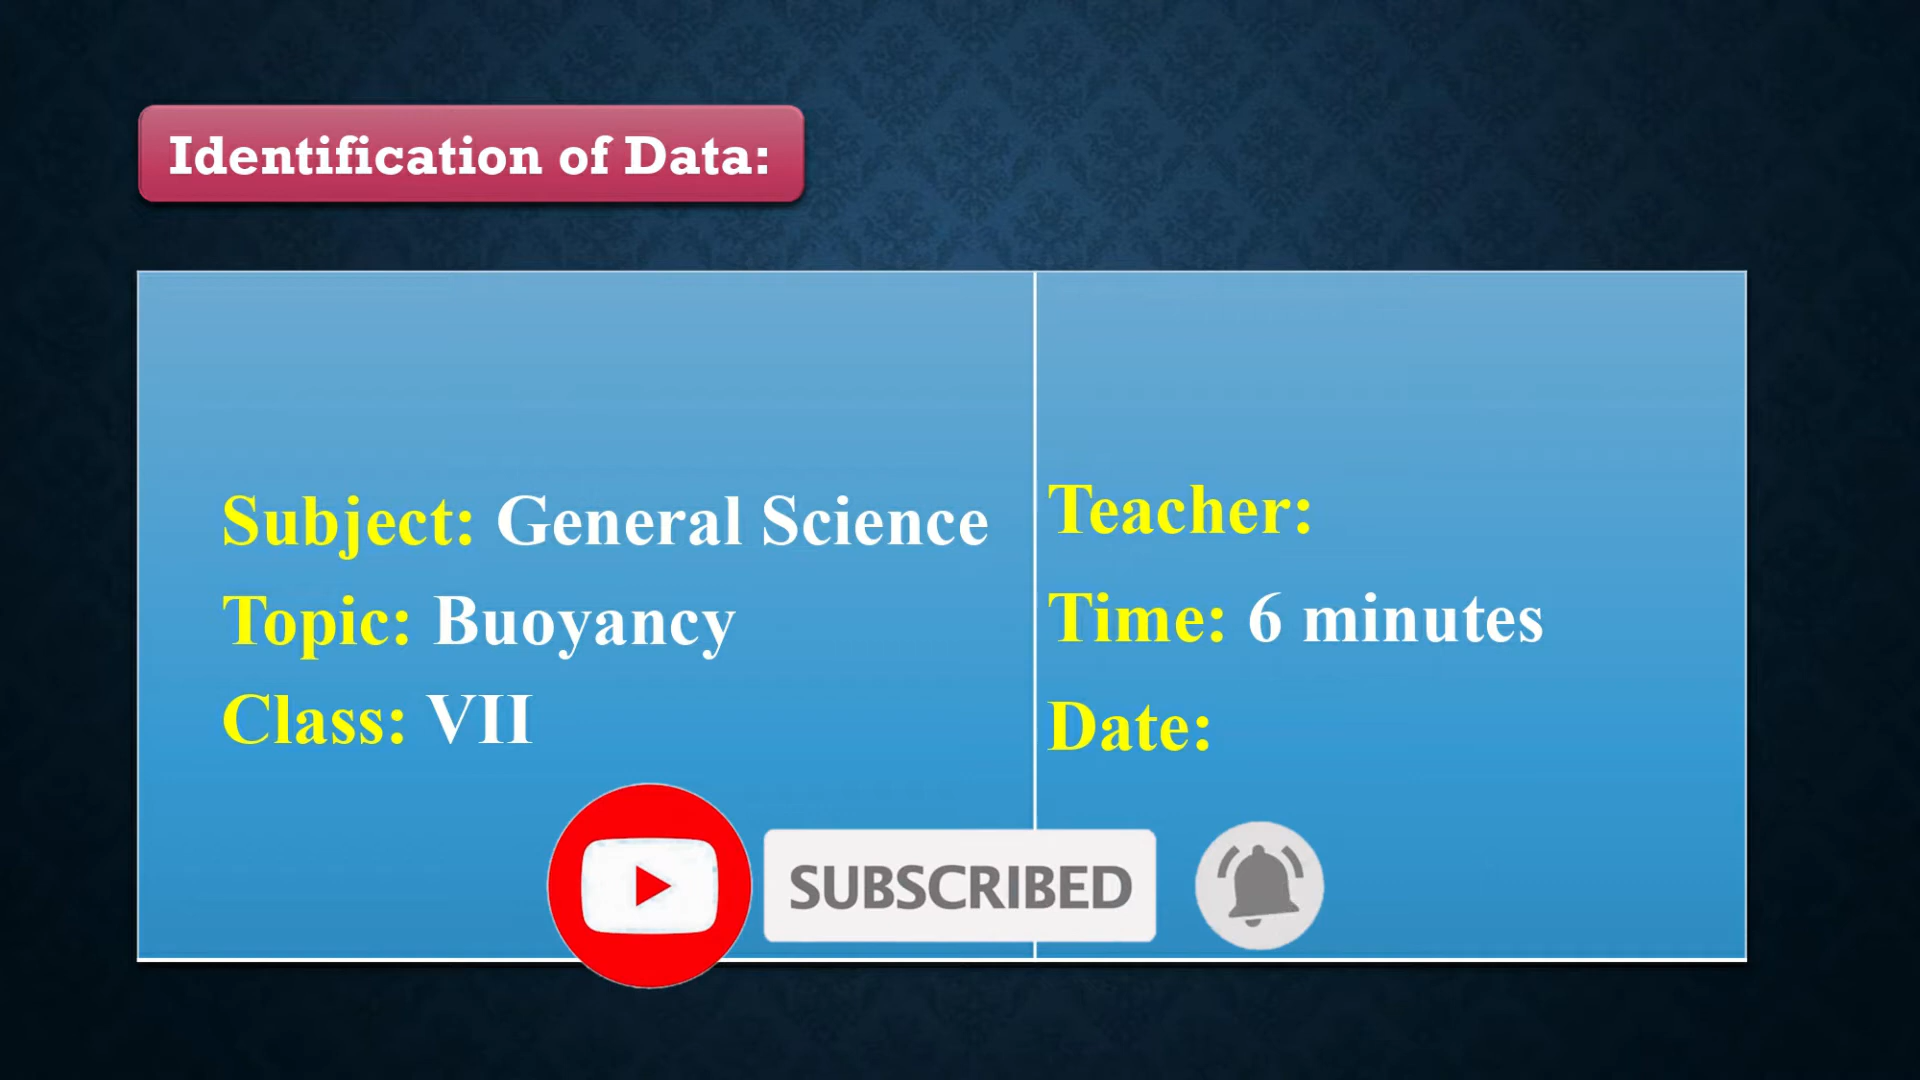 Identification of Data:
Subject: General Science
Topic: Buoyancy
Class: VII
Teacher:
Time: 6 minutes
Date:
SUBSCRIBED